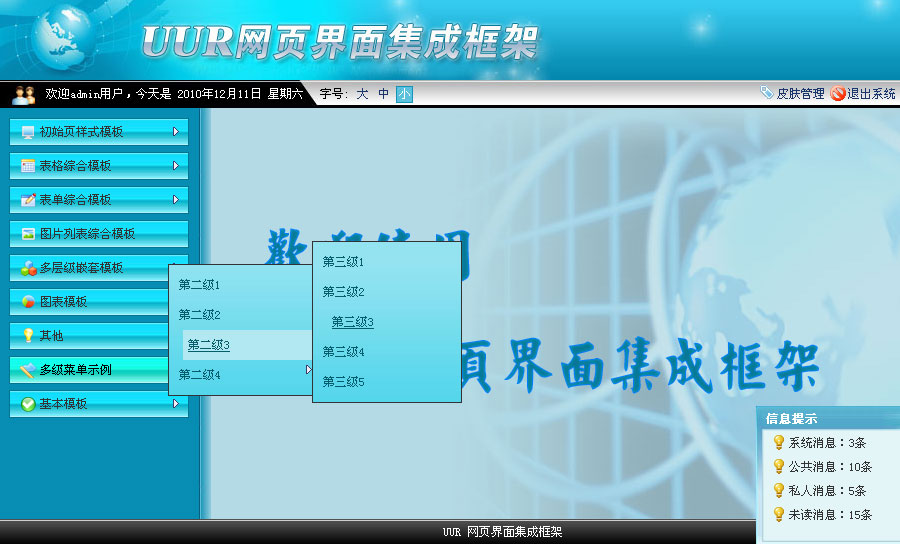 UUR网页界面集成框架
欢迎admin用户，今天是 2010年12月11日 星期六
字号: 大 中 小
皮肤管理 退出系统
初始页样式模板
表格综合模板
表单综合模板
图片列表综合模板
多层级嵌套模板
图表模板
其他
多级菜单示例
基本模板
第二级1
第二级2
第二级3
第二级4
第三级1
第三级2
第三级3
第三级4
第三级5
歡
頁界面集成框架
信息提示
系统消息：3条
公共消息：10条
私人消息：5条
未读消息：15条
UUR 网页界面集成框架